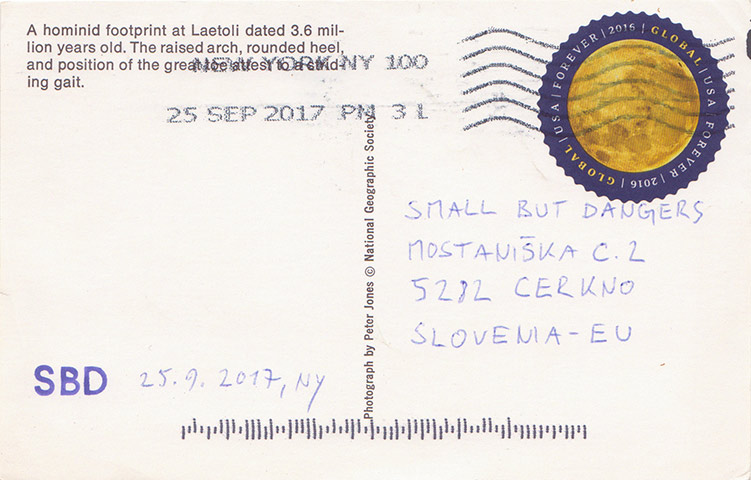 A hominid footprint at Laetoli dated 3.6 mil-
lion years old. The raised arch, rounded heel,
and position of the great toe attest to a strid-
ing gait.
NEW YORK NY 100
25 SEP 2017 PM 3 L
GLOBAL | USA | FOREVER | 2016 | GLOBAL | USA FOREVER | 2016
Photograph by Peter Jones © National Geographic Society
SMALL BUT DANGERS
MOSTANIŠKA C. 2
5282 CERKNO
SLOVENIA-EU
SBD 25.9.2017, NY